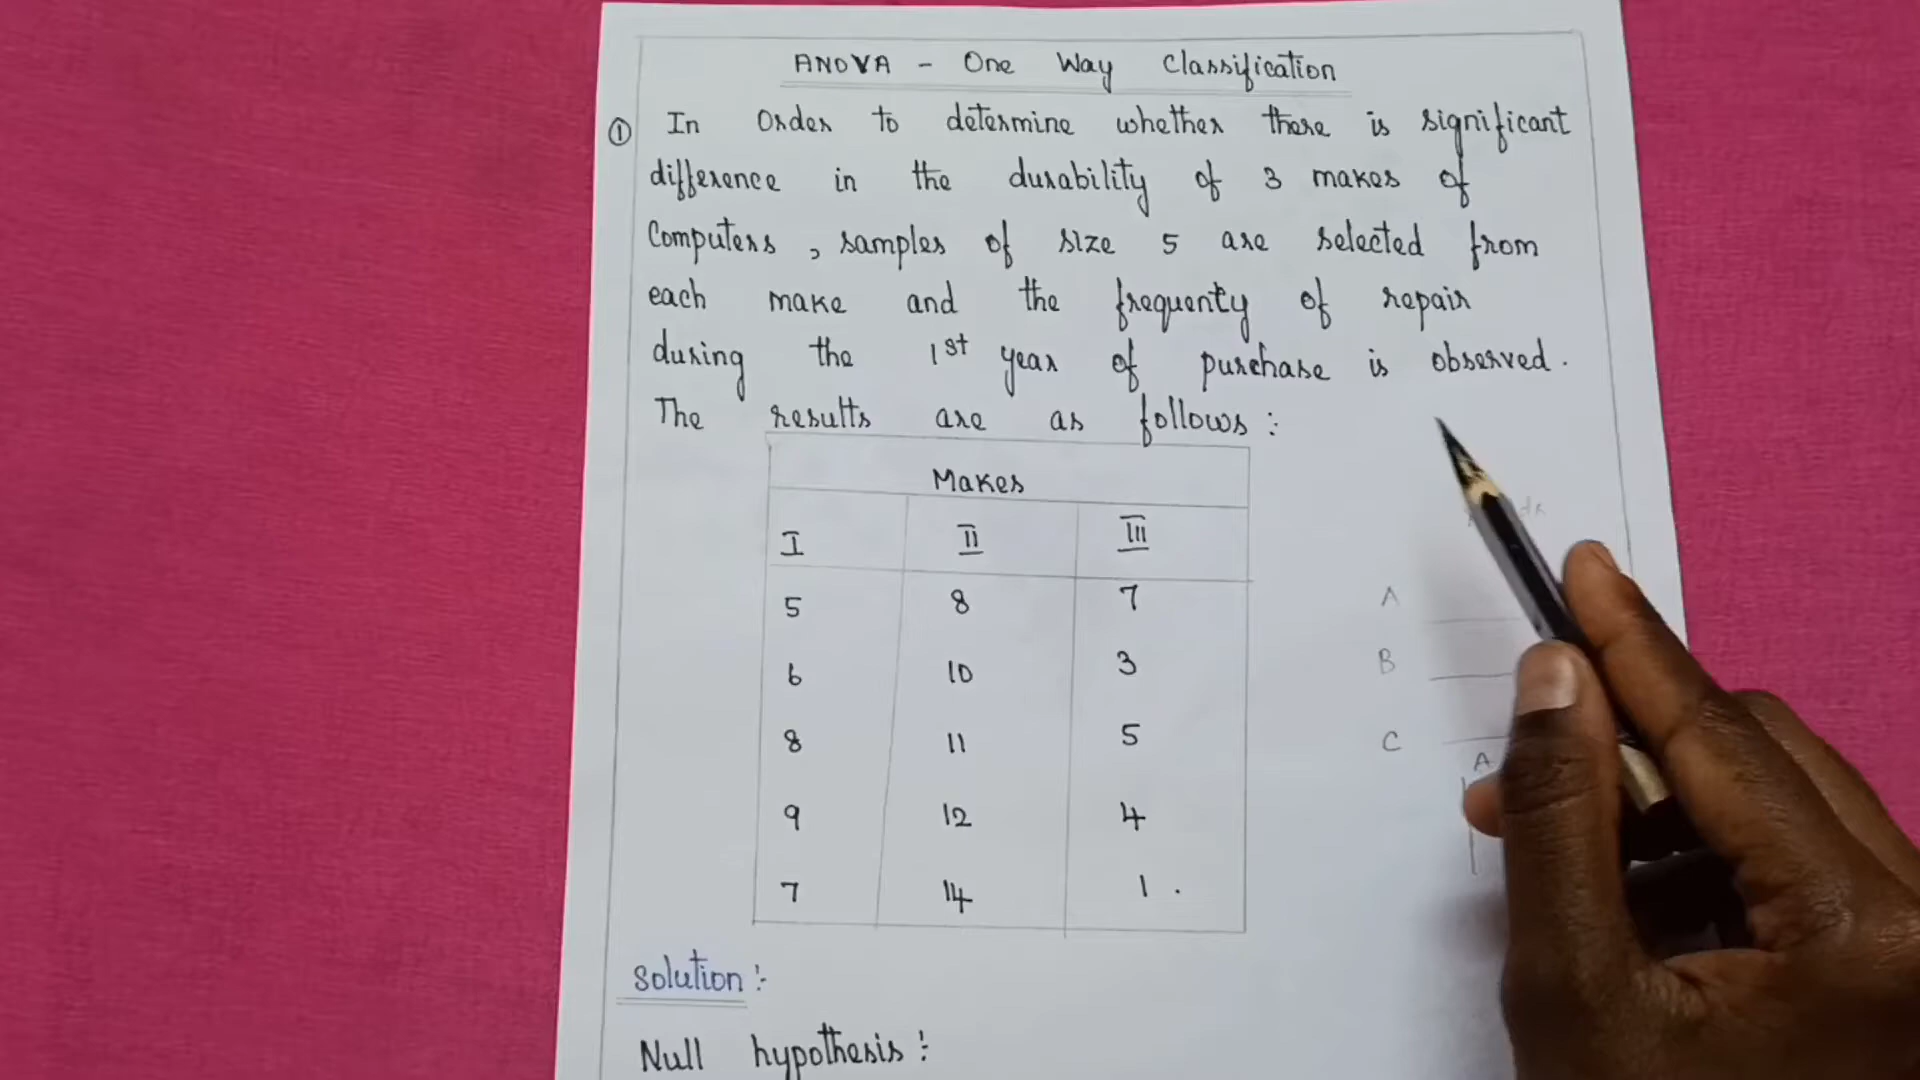 ANOVA - One Way Classification
① In Order to determine whether there is significant
difference in the durability of 3 makes of
Computers, samples of size 5 are selected from
each make and the frequenty of repair
during the 1st year of purchase is observed.
The results are as follows :
Makes
I II III
5 8 7
6 10 3
8 11 5
9 12 4
7 14 1 .
A
B
C
A
Solution :-
Null hypothesis :-